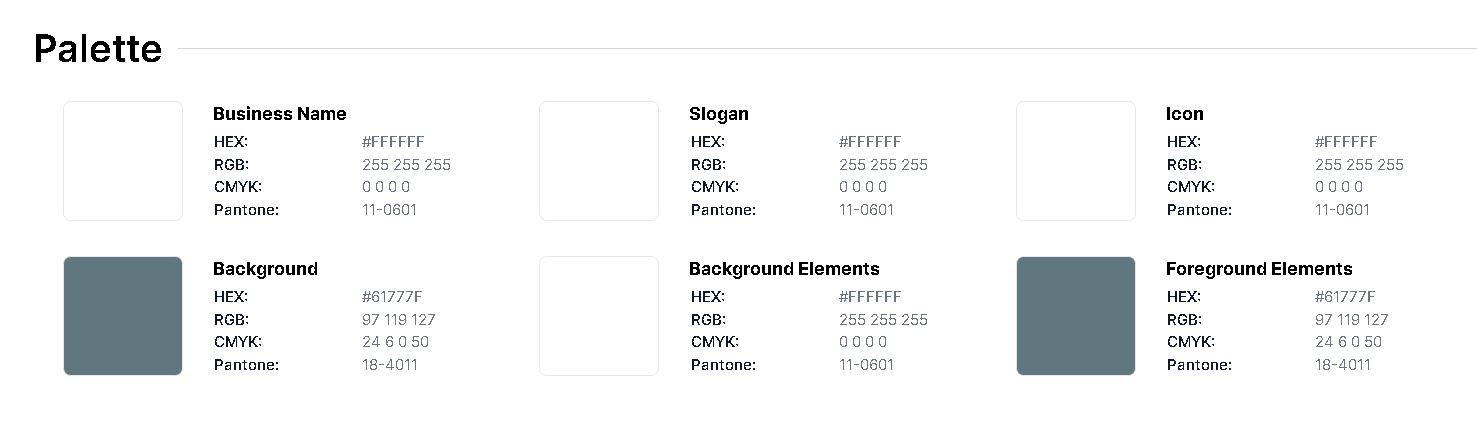 Palette
Business Name
HEX: #FFFFFF
RGB: 255 255 255
CMYK: 0 0 0 0
Pantone: 11-0601
Slogan
HEX: #FFFFFF
RGB: 255 255 255
CMYK: 0 0 0 0
Pantone: 11-0601
Icon
HEX: #FFFFFF
RGB: 255 255 255
CMYK: 0 0 0 0
Pantone: 11-0601
Background
HEX: #61777F
RGB: 97 119 127
CMYK: 24 6 0 50
Pantone: 18-4011
Background Elements
HEX: #FFFFFF
RGB: 255 255 255
CMYK: 0 0 0 0
Pantone: 11-0601
Foreground Elements
HEX: #61777F
RGB: 97 119 127
CMYK: 24 6 0 50
Pantone: 18-4011